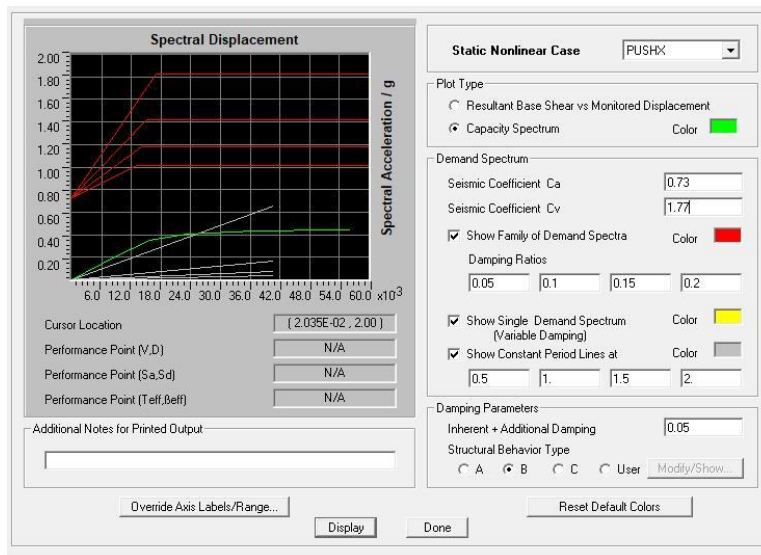 Spectral Displacement
2.00
1.80
1.60
1.40
1.20
1.00
0.80
0.60
0.40
0.20
6.0 12.0 18.0 24.0 30.0 36.0 42.0 48.0 54.0 60.0 x10³
Spectral Acceleration / g
Cursor Location
( 2.035E-02 , 2.00 )
Performance Point (V,D)
N/A
Performance Point (Sa,Sd)
N/A
Performance Point (Teff,ßeff)
N/A
Additional Notes for Printed Output
Override Axis Labels/Range...
Static Nonlinear Case
PUSHX
Plot Type
Resultant Base Shear vs Monitored Displacement
Capacity Spectrum
Color
Demand Spectrum
Seismic Coefficient Ca
0.73
Seismic Coefficient Cv
1.77
Show Family of Demand Spectra
Color
Damping Ratios
0.05 0.1 0.15 0.2
Show Single Demand Spectrum
Color
(Variable Damping)
Show Constant Period Lines at
Color
0.5 1. 1.5 2.
Damping Parameters
Inherent + Additional Damping
0.05
Structural Behavior Type
A B C User Modify/Show...
Reset Default Colors
Display
Done